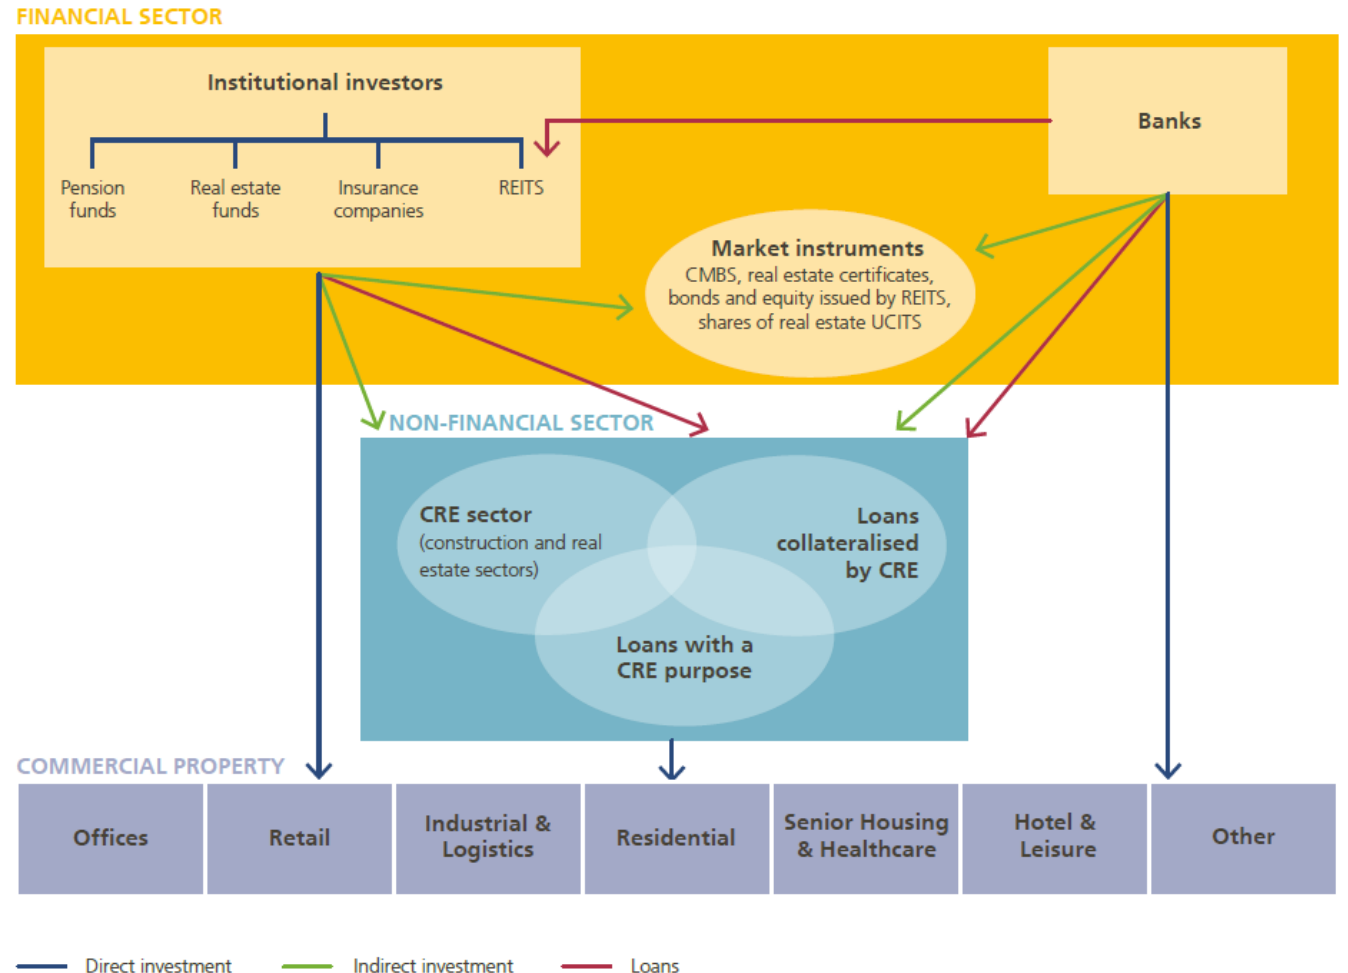 FINANCIAL SECTOR
Institutional investors
Pension
funds
Real estate
funds
Insurance
companies
REITS
Banks
Market instruments
CMBS, real estate certificates,
bonds and equity issued by REITS,
shares of real estate UCITS
NON-FINANCIAL SECTOR
CRE sector
(construction and real
estate sectors)
Loans
collateralised
by CRE
Loans with a
CRE purpose
COMMERCIAL PROPERTY
Offices
Retail
Industrial &
Logistics
Residential
Senior Housing
& Healthcare
Hotel &
Leisure
Other
Direct investment
Indirect investment
Loans